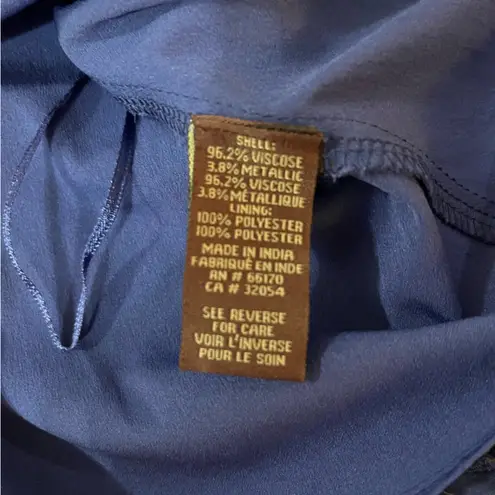 SHELL:
96.2% VISCOSE
3.8% METALLIC
96.2% VISCOSE
3.8% MÉTALLIQUE
LINING:
100% POLYESTER
100% POLYESTER
MADE IN INDIA
FABRIQUÉ EN INDE
AN # 66170
CA # 32054
SEE REVERSE
FOR CARE
VOIR L'INVERSE
POUR LE SOIN